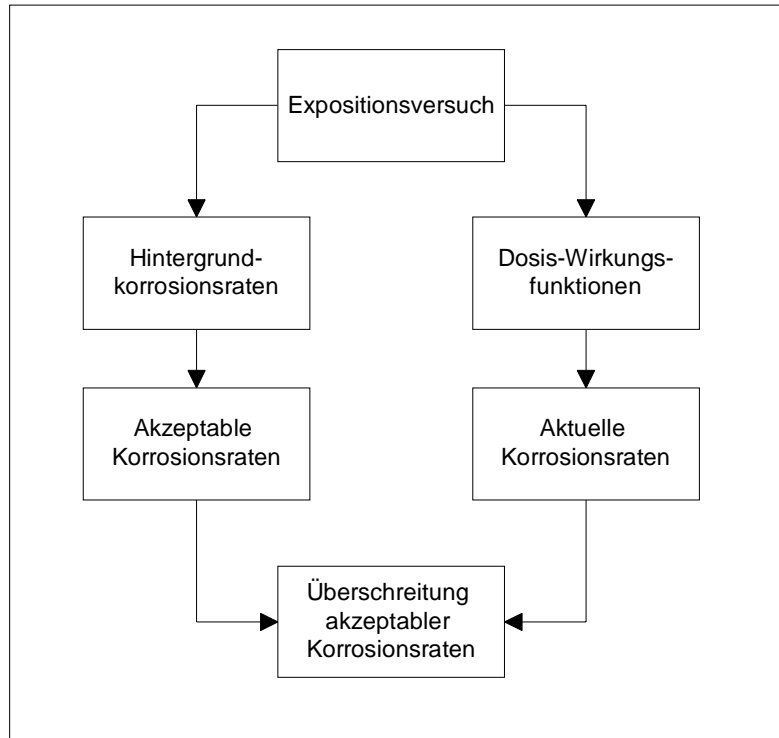 Expositionsversuch
Hintergrund-
korrosionsraten
Dosis-Wirkungs-
funktionen
Akzeptable
Korrosionsraten
Aktuelle
Korrosionsraten
Überschreitung
akzeptabler
Korrosionsraten